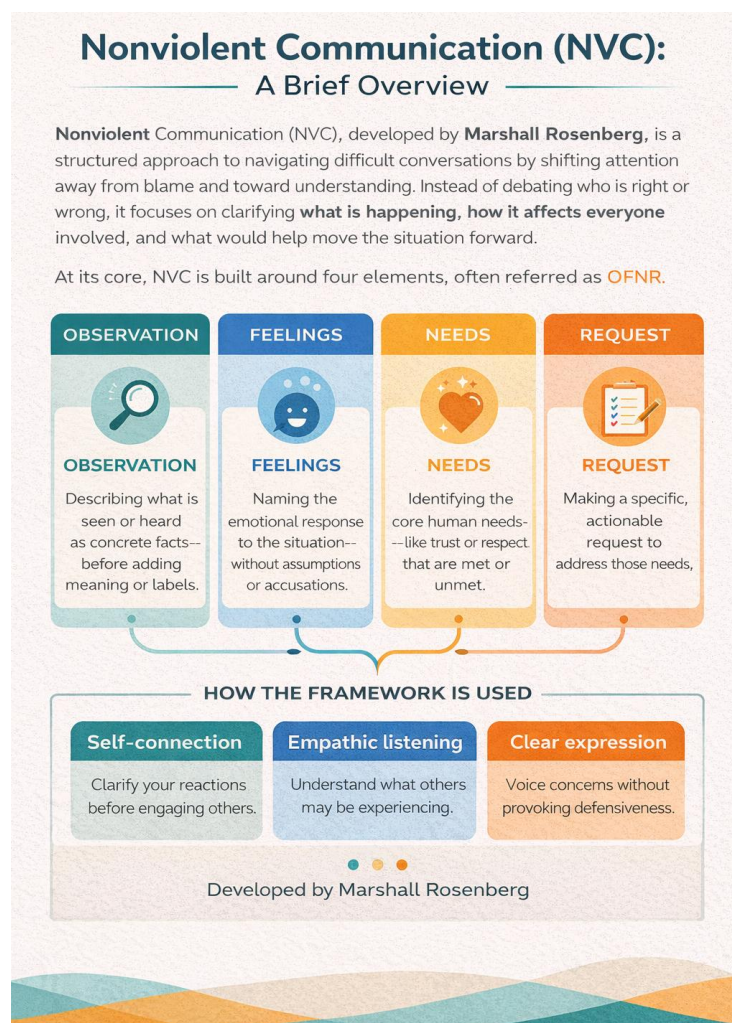 Nonviolent Communication (NVC):
A Brief Overview
Nonviolent Communication (NVC), developed by Marshall Rosenberg, is a
structured approach to navigating difficult conversations by shifting attention
away from blame and toward understanding. Instead of debating who is right or
wrong, it focuses on clarifying what is happening, how it affects everyone
involved, and what would help move the situation forward.
At its core, NVC is built around four elements, often referred as OFNR.
OBSERVATION
OBSERVATION
Describing what is
seen or heard
as concrete facts--
before adding
meaning or labels.
FEELINGS
FEELINGS
Naming the
emotional response
to the situation--
without assumptions
or accusations.
NEEDS
NEEDS
Identifying the
core human needs-
--like trust or respect
that are met or
unmet.
REQUEST
REQUEST
Making a specific,
actionable
request to
address those needs,
HOW THE FRAMEWORK IS USED
Self-connection
Clarify your reactions
before engaging others.
Empathic listening
Understand what others
may be experiencing.
Clear expression
Voice concerns without
provoking defensiveness.
Developed by Marshall Rosenberg